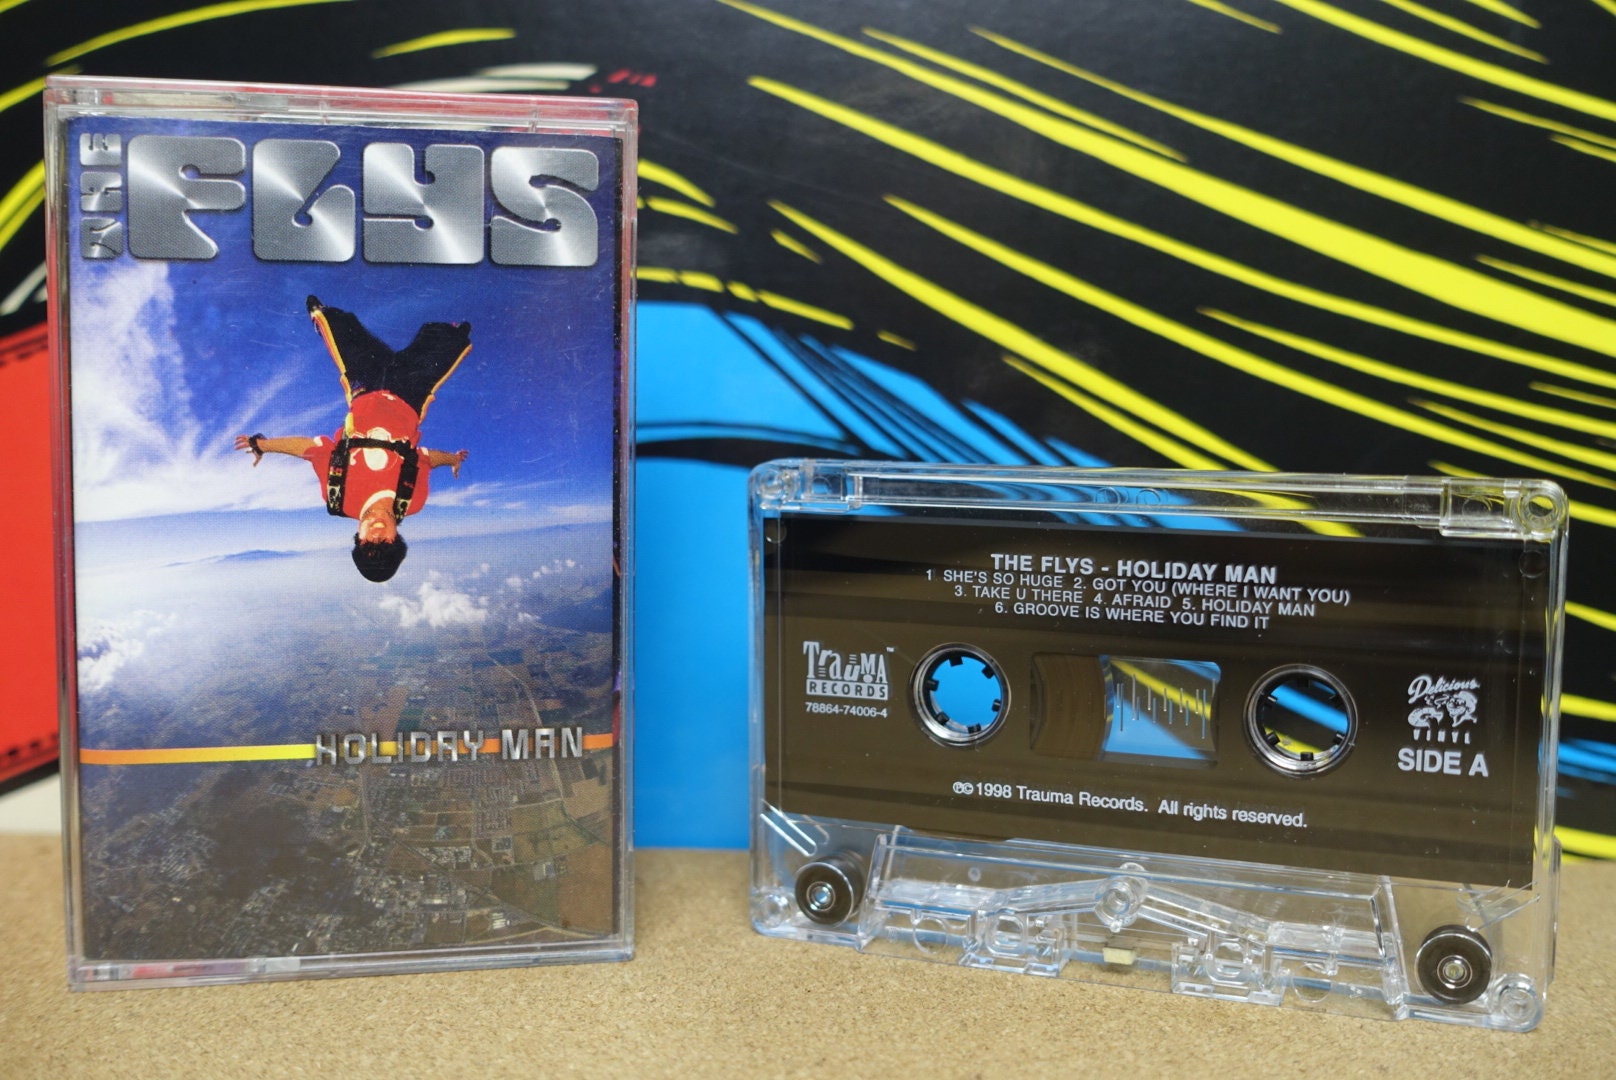 THE FLYS
HOLIDAY MAN
THE FLYS - HOLIDAY MAN
1 SHE'S SO HUGE 2. GOT YOU (WHERE I WANT YOU)
3. TAKE U THERE 4. AFRAID 5. HOLIDAY MAN
6. GROOVE IS WHERE YOU FIND IT
TraUMA™
RECORDS
78864-74006-4
Delicious
VINYL
SIDE A
℗©1998 Trauma Records. All rights reserved.